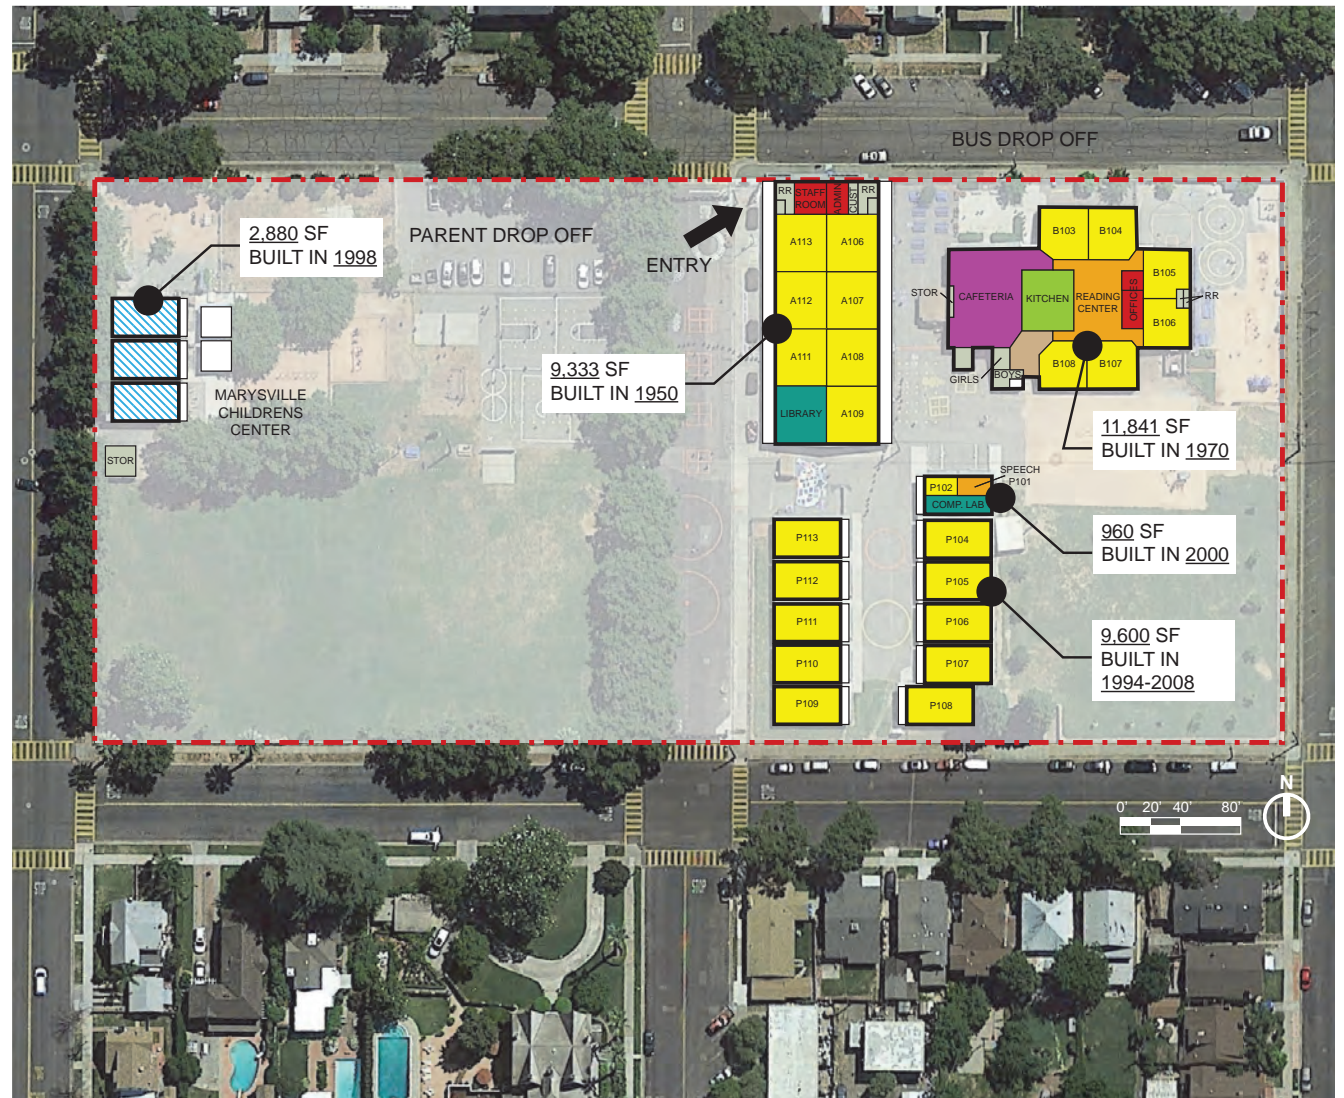 BUS DROP OFF
2,880 SF
BUILT IN 1998
PARENT DROP OFF
ENTRY
RR
STAFF
ROOM
ADMIN
CUST
RR
A113
A106
A112
A107
A111
A108
LIBRARY
A109
9,333 SF
BUILT IN 1950
B103
B104
B105
B106
STOR
CAFETERIA
KITCHEN
READING
CENTER
OFFICES
RR
GIRLS
BOYS
B108
B107
MARYSVILLE
CHILDRENS
CENTER
STOR
11,841 SF
BUILT IN 1970
SPEECH
P101
P102
COMP. LAB
960 SF
BUILT IN 2000
P113
P104
P112
P105
P111
P106
P110
P107
P109
P108
9,600 SF
BUILT IN
1994-2008
N
0' 20' 40' 80'
STOP
STOP